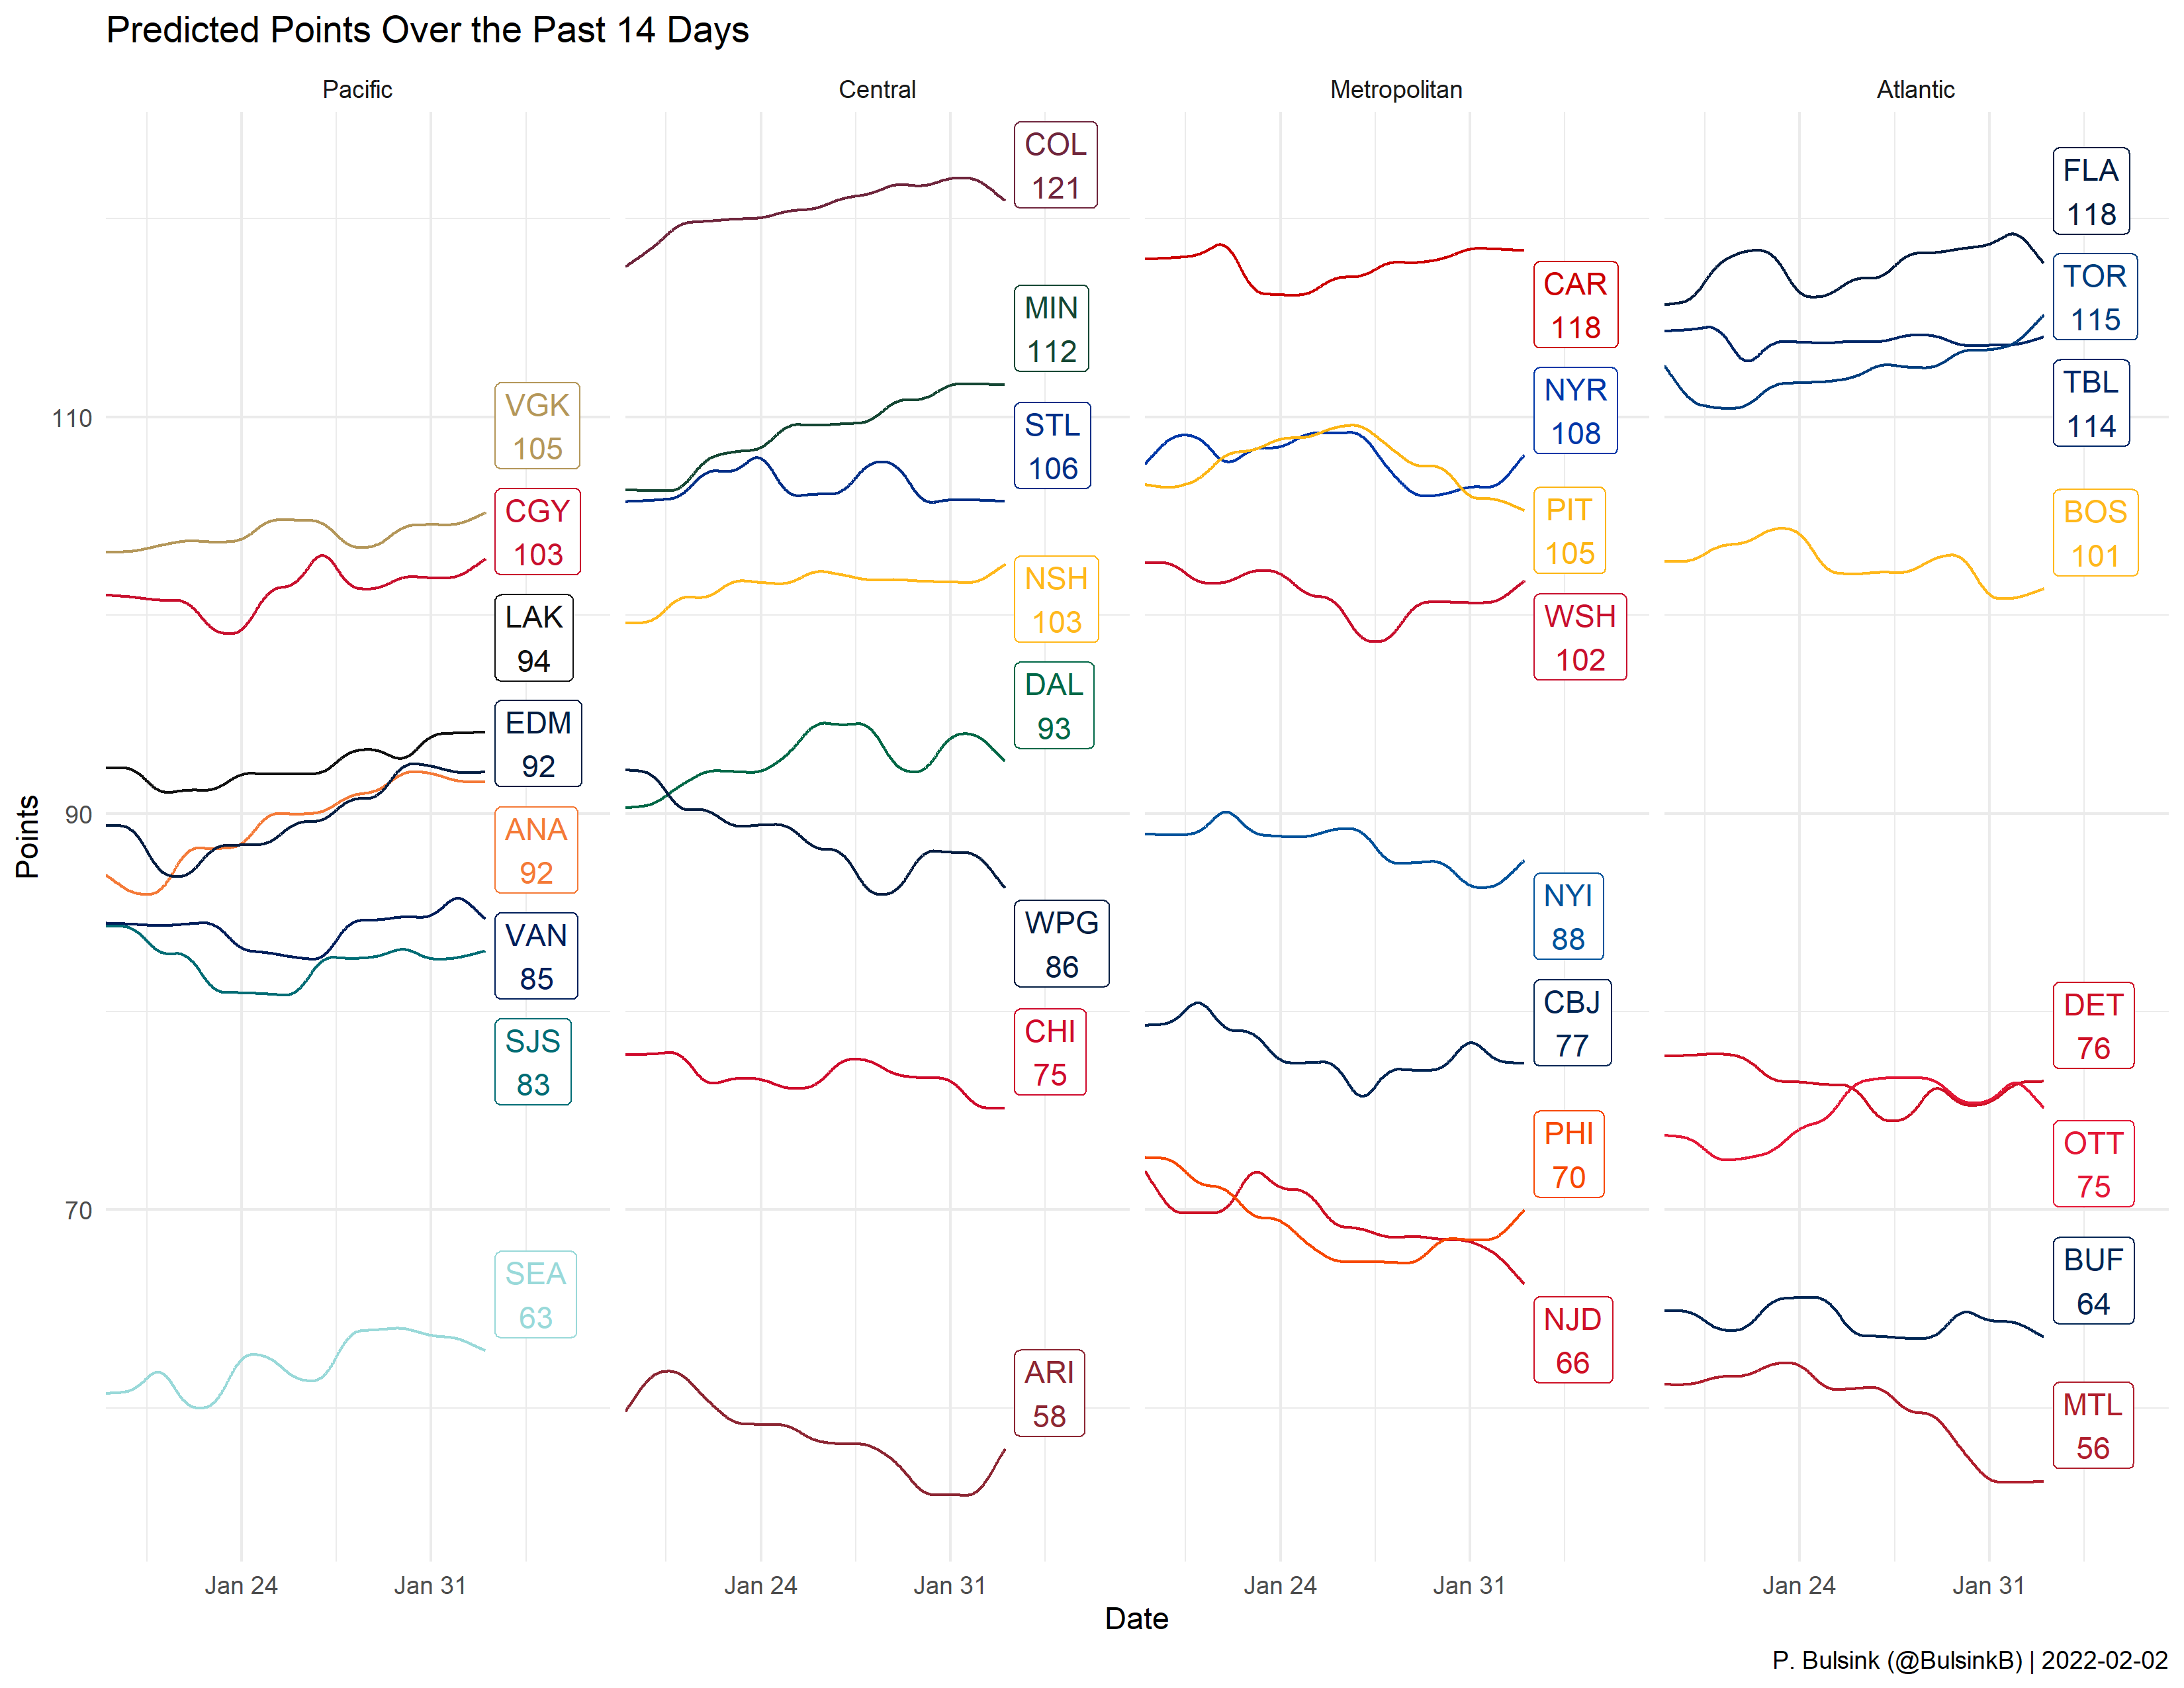 Predicted Points Over the Past 14 Days
Pacific
Central
Metropolitan
Atlantic
Points
110
90
70
VGK
105
CGY
103
LAK
94
EDM
92
ANA
92
VAN
85
SJS
83
SEA
63
COL
121
MIN
112
STL
106
NSH
103
DAL
93
WPG
86
CHI
75
ARI
58
CAR
118
NYR
108
PIT
105
WSH
102
NYI
88
CBJ
77
PHI
70
NJD
66
FLA
118
TOR
115
TBL
114
BOS
101
DET
76
OTT
75
BUF
64
MTL
56
Jan 24
Jan 31
Jan 24
Jan 31
Jan 24
Jan 31
Jan 24
Jan 31
Date
P. Bulsink (@BulsinkB) | 2022-02-02